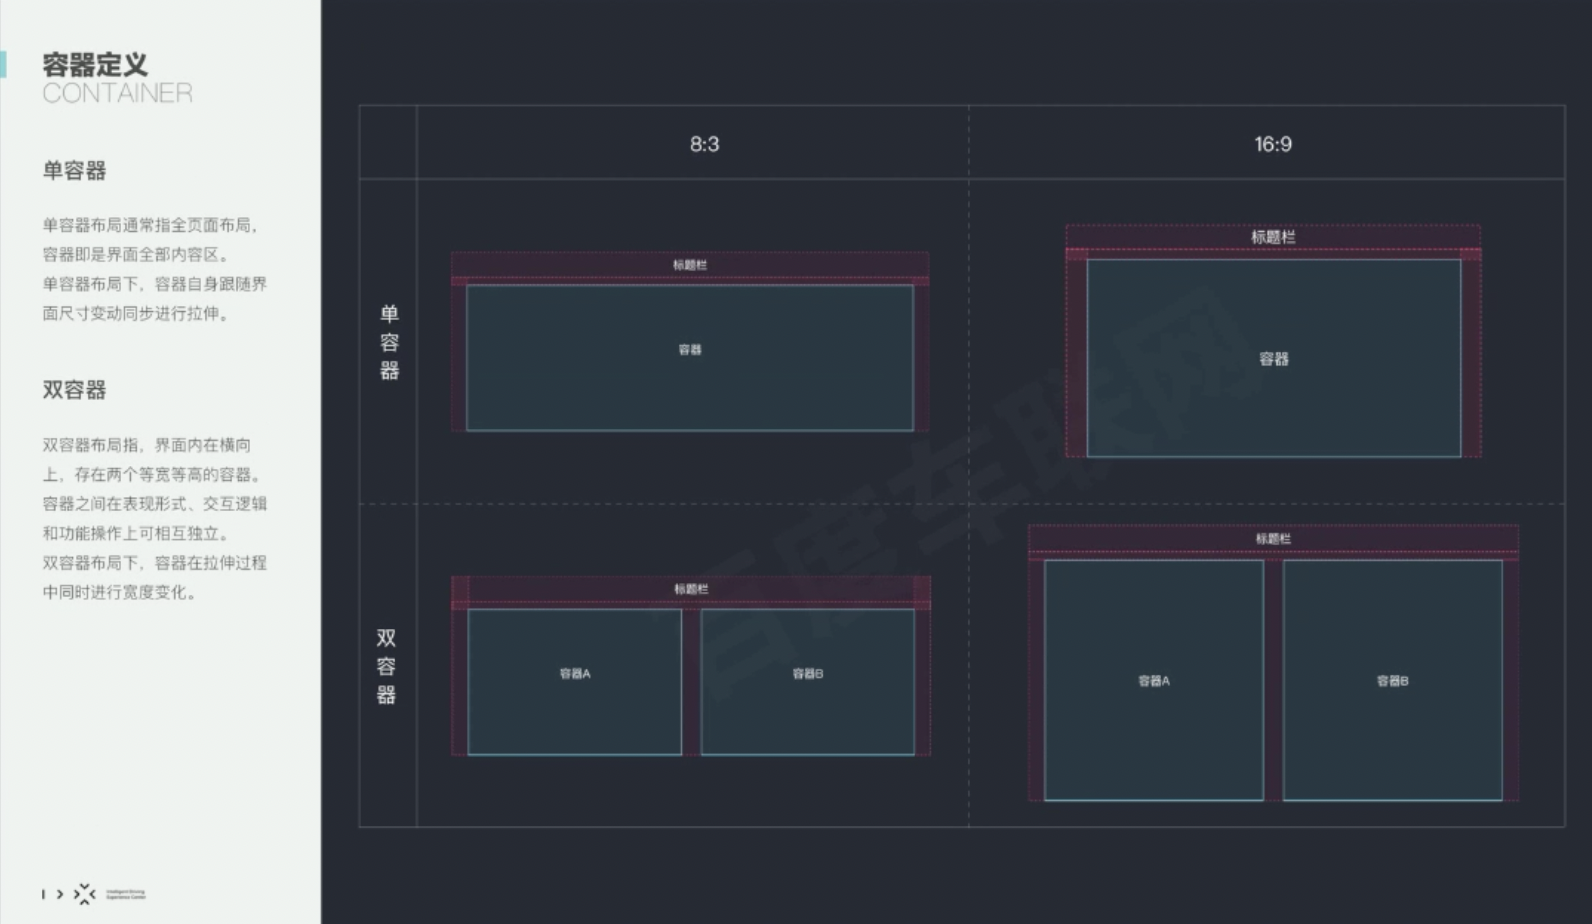 容器定义
CONTAINER
单容器
单容器布局通常指全页面布局，
容器即是界面全部内容区。
单容器布局下，容器自身跟随界
面尺寸变动同步进行拉伸。
双容器
双容器布局指，界面内在横向
上，存在两个等宽等高的容器。
容器之间在表现形式、交互逻辑
和功能操作上可相互独立。
双容器布局下，容器在拉伸过程
中同时进行宽度变化。
Intelligent Driving
Experience Center
8:3
16:9
单
容
器
标题栏
容器
标题栏
容器
双
容
器
标题栏
容器A
容器B
标题栏
容器A
容器B
百度车联网